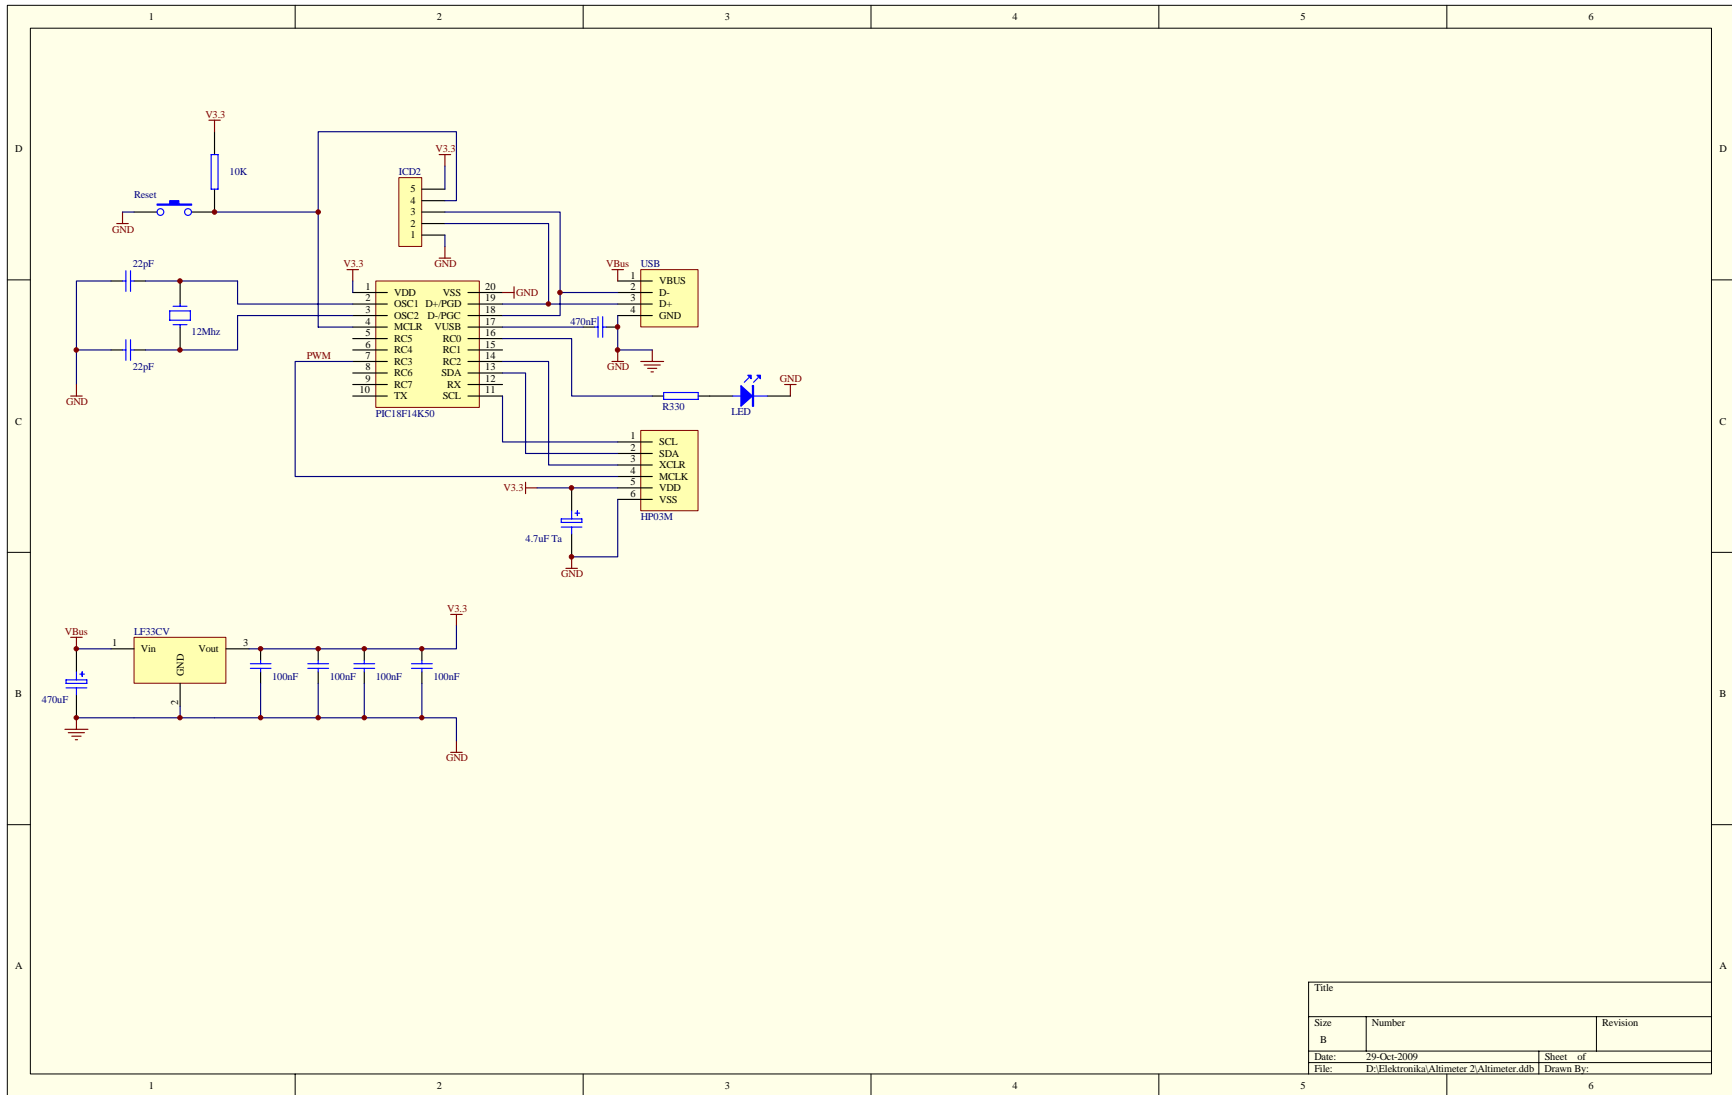 1 2 3 4 5 6
D
D
V3.3
10K
Reset
GND
V3.3
ICD2
5
4
3
2
1
GND
22pF
12Mhz
22pF
GND
V3.3
1 VDD VSS 20 GND
2 OSC1 D+/PGD 19
3 OSC2 D-/PGC 18
4 MCLR VUSB 17
5 RC5 RC0 16
6 RC4 RC1 15
PWM 7 RC3 RC2 14
8 RC6 SDA 13
9 RC7 RX 12
10 TX SCL 11
PIC18F14K50
VBus USB
1 VBUS
2 D-
3 D+
4 GND
470nF
GND
R330
LED
GND
C
C
1 SCL
2 SDA
3 XCLR
4 MCLK
V3.3 5 VDD
6 VSS
HP03M
4.7uF Ta
GND
VBus
LF33CV
1 Vin Vout 3
GND
2
470uF
100nF 100nF 100nF 100nF
V3.3
GND
B
B
A
A
Title
Size Number Revision
B
Date: 29-Oct-2009 Sheet of
File: D:\Elektronika\Altimeter 2\Altimeter.ddb Drawn By:
1 2 3 4 5 6